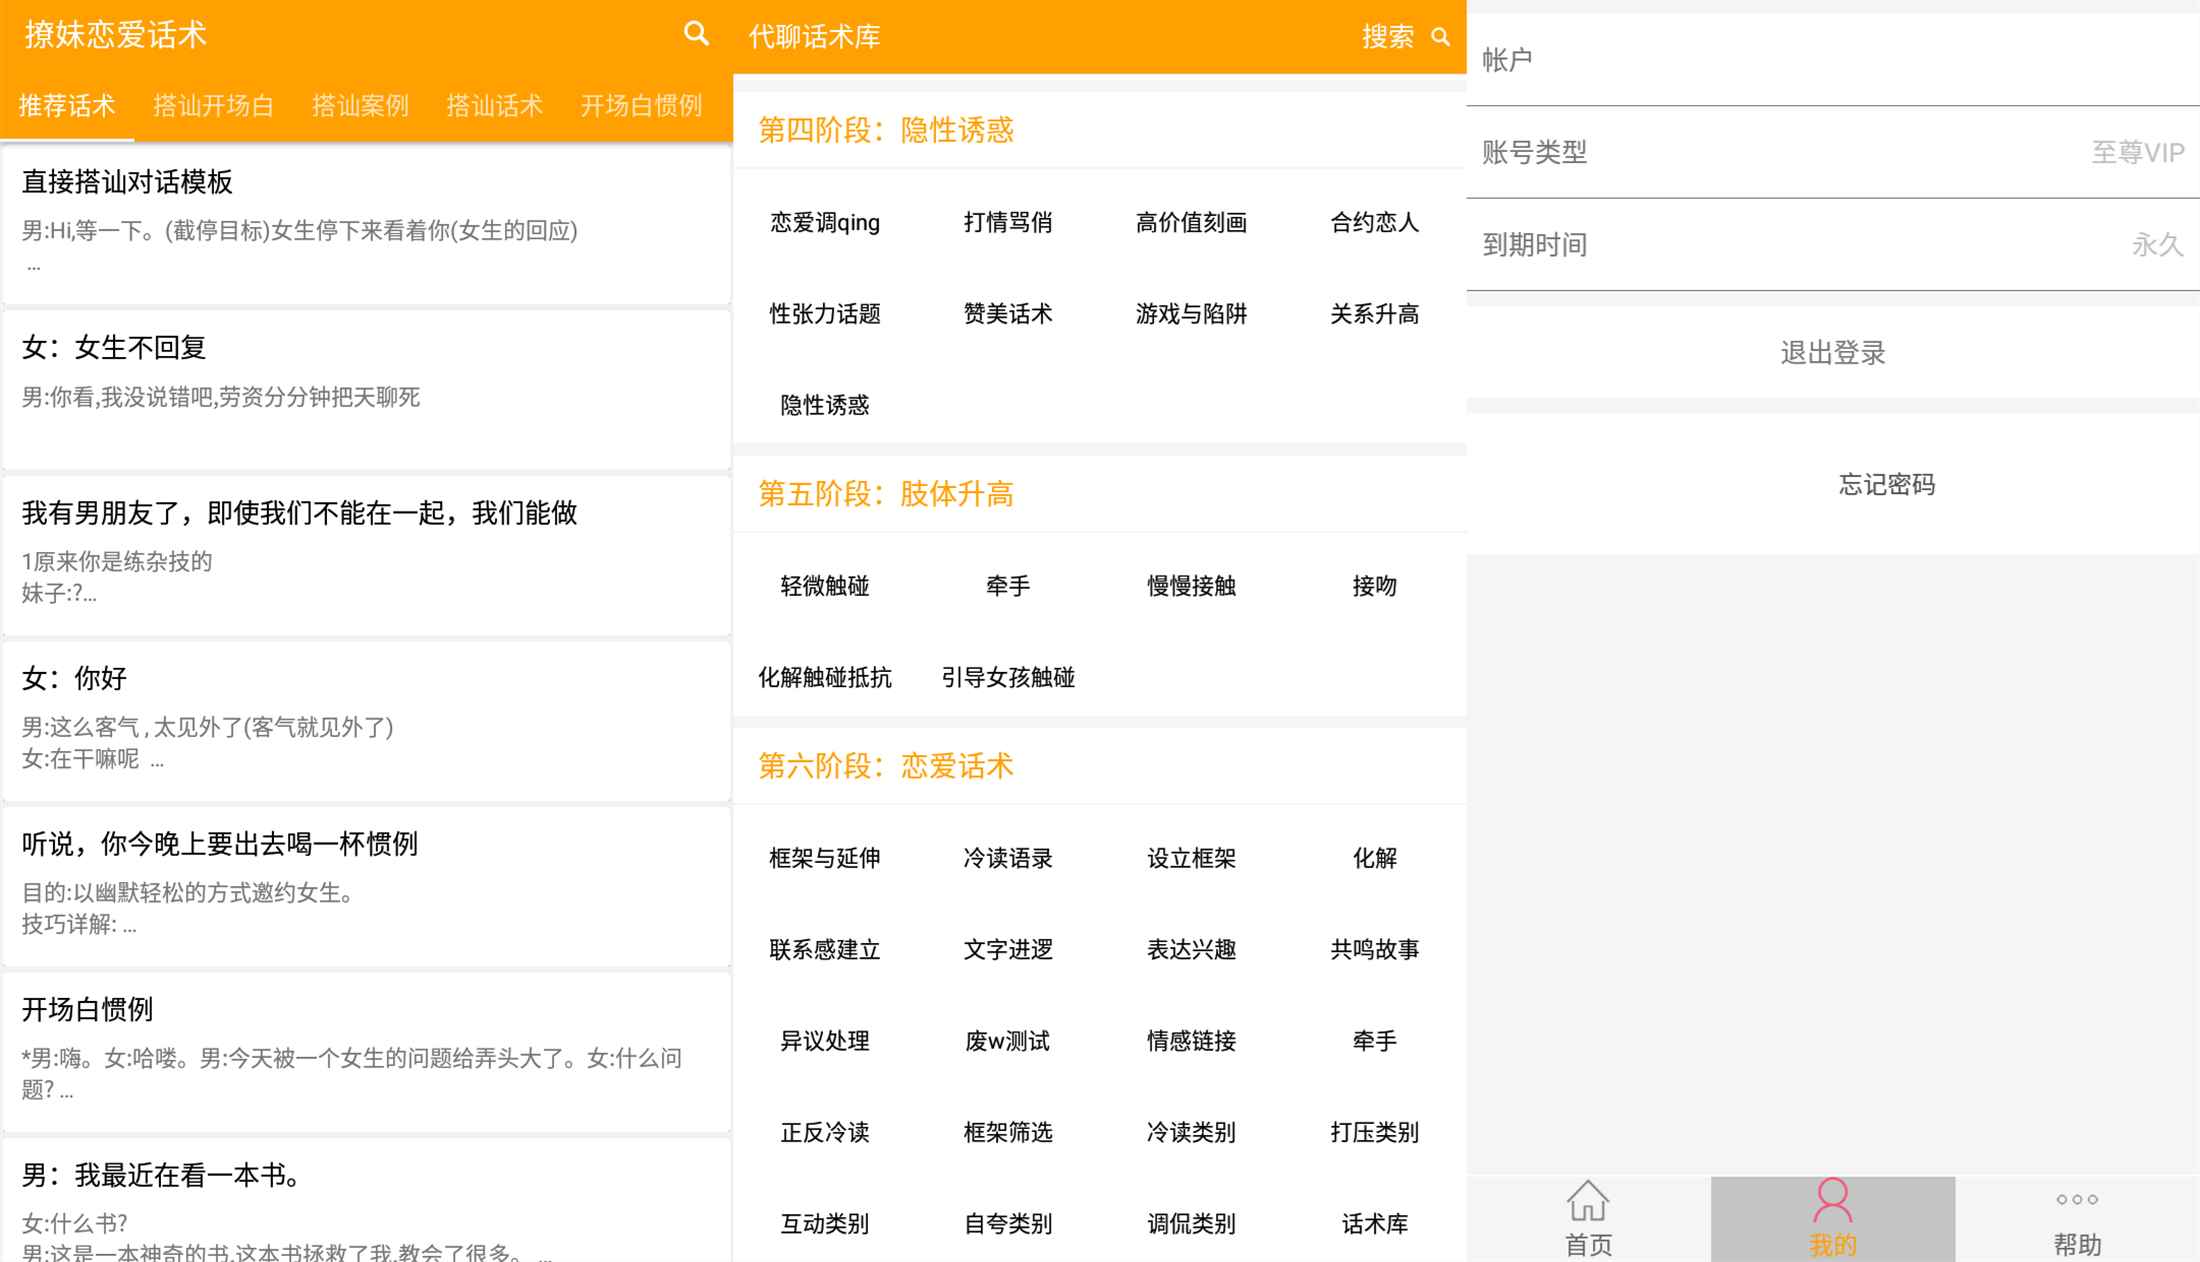 撩妹恋爱话术
推荐话术 搭讪开场白 搭讪案例 搭讪话术 开场白惯例
直接搭讪对话模板
男:Hi,等一下。(截停目标)女生停下来看着你(女生的回应)
...
女：女生不回复
男:你看,我没说错吧,劳资分分钟把天聊死
我有男朋友了，即使我们不能在一起，我们能做
1原来你是练杂技的
妹子:?...
女：你好
男:这么客气，太见外了(客气就见外了)
女:在干嘛呢 ...
听说，你今晚上要出去喝一杯惯例
目的:以幽默轻松的方式邀约女生。
技巧详解: ...
开场白惯例
*男:嗨。女:哈喽。男:今天被一个女生的问题给弄头大了。女:什么问
题? ...
男：我最近在看一本书。
女:什么书?
男:这是一本神奇的书,这本书拯救了我,教会了很多。 ...
代聊话术库 搜索
第四阶段：隐性诱惑
恋爱调qing 打情骂俏 高价值刻画 合约恋人
性张力话题 赞美话术 游戏与陷阱 关系升高
隐性诱惑
第五阶段：肢体升高
轻微触碰 牵手 慢慢接触 接吻
化解触碰抵抗 引导女孩触碰
第六阶段：恋爱话术
框架与延伸 冷读语录 设立框架 化解
联系感建立 文字进逻 表达兴趣 共鸣故事
异议处理 废w测试 情感链接 牵手
正反冷读 框架筛选 冷读类别 打压类别
互动类别 自夸类别 调侃类别 话术库
帐户
账号类型 至尊VIP
到期时间 永久
退出登录
忘记密码
首页 我的 帮助